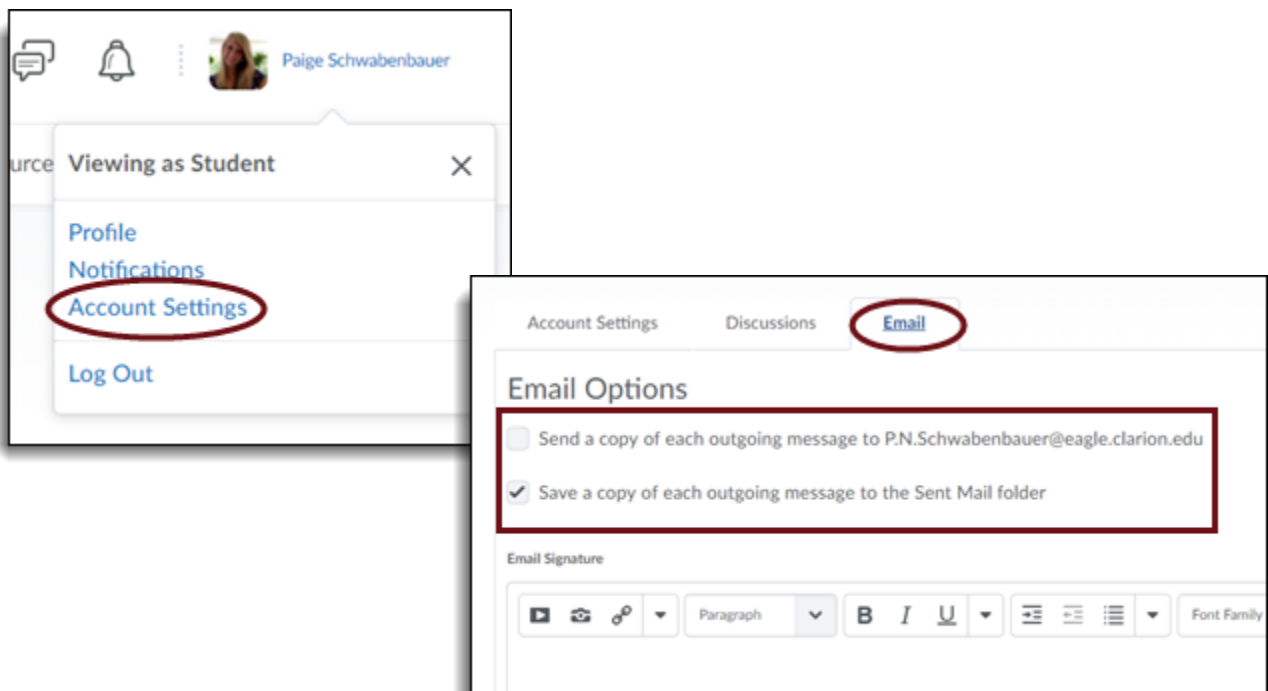 Paige Schwabenbauer
urce
Viewing as Student
Profile
Notifications
Account Settings
Log Out
Account Settings Discussions Email
Email Options
Send a copy of each outgoing message to P.N.Schwabenbauer@eagle.clarion.edu
Save a copy of each outgoing message to the Sent Mail folder
Email Signature
Paragraph B I U Font Family